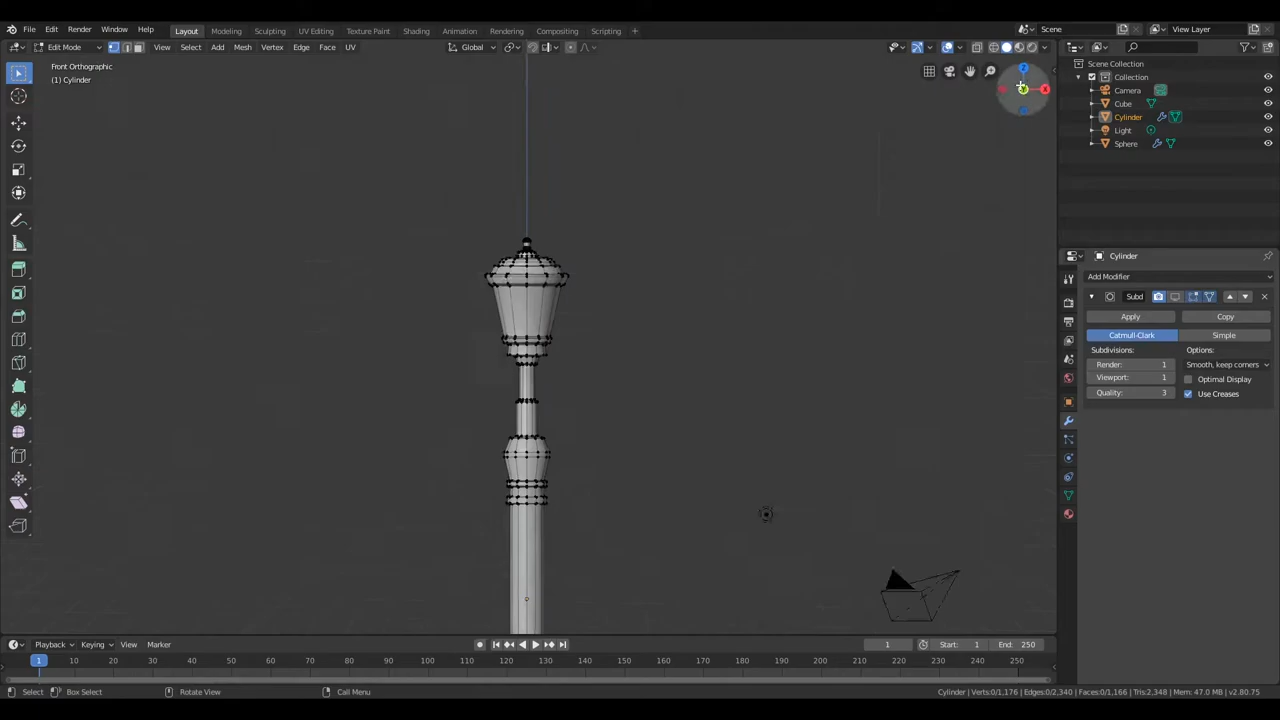 File Edit Render Window Help Layout Modeling Sculpting UV Editing Texture Paint Shading Animation Rendering Compositing Scripting + Scene View Layer
Edit Mode View Select Add Mesh Vertex Edge Face UV Global
Front Orthographic
(1) Cylinder
Z
Y
X
Scene Collection
Collection
Camera
Cube
Cylinder
Light
Sphere
Cylinder
Add Modifier
Subd
Apply Copy
Catmull-Clark Simple
Subdivisions: Options:
Render: 1 Smooth, keep corners
Viewport: 1 Optimal Display
Quality: 3 Use Creases
Playback Keying View Marker 1 Start: 1 End: 250
1 10 20 30 40 50 60 70 80 90 100 110 120 130 140 150 160 170 180 190 200 210 220 230 240 250
Select Box Select Rotate View Call Menu Cylinder | Verts:0/1,176 | Edges:0/2,340 | Faces:0/1,166 | Tris:2,348 | Mem: 47.0 MB | v2.80.75